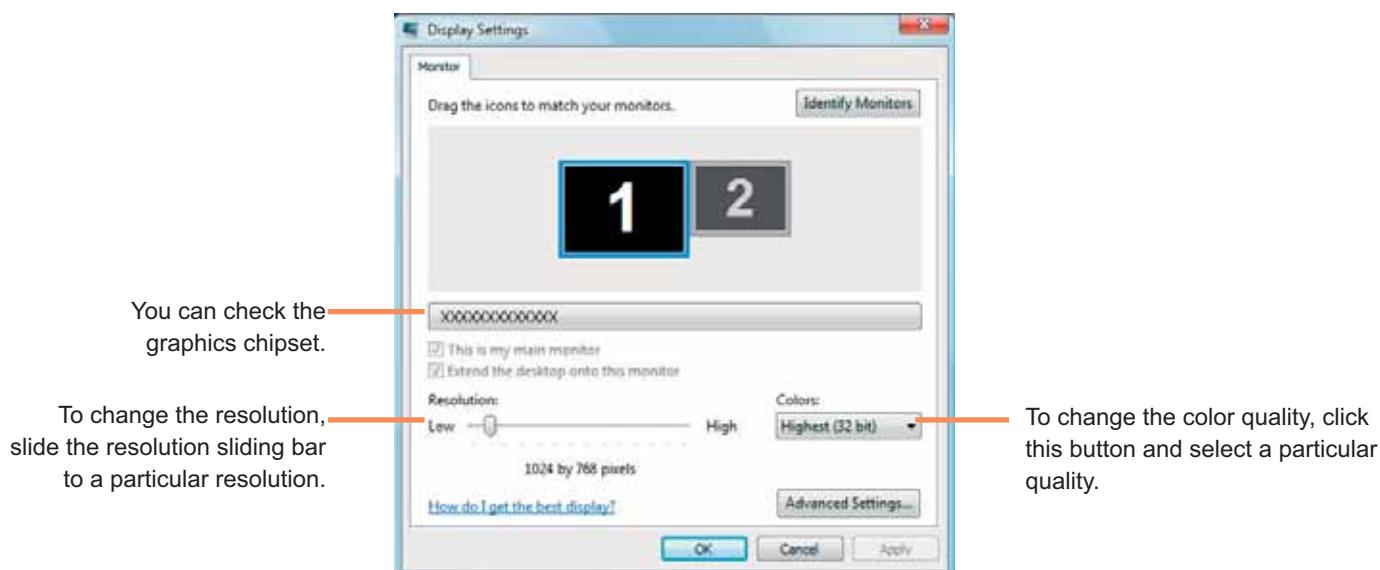 Display Settings
Monitor
Drag the icons to match your monitors.
Identify Monitors
1
2
You can check the
graphics chipset.
XXXXXXXXXXXXX
This is my main monitor
Extend the desktop onto this monitor
To change the resolution,
slide the resolution sliding bar
to a particular resolution.
Resolution:
Low
High
1024 by 768 pixels
Colors:
Highest (32 bit)
To change the color quality, click
this button and select a particular
quality.
How do I get the best display?
Advanced Settings...
OK
Cancel
Apply